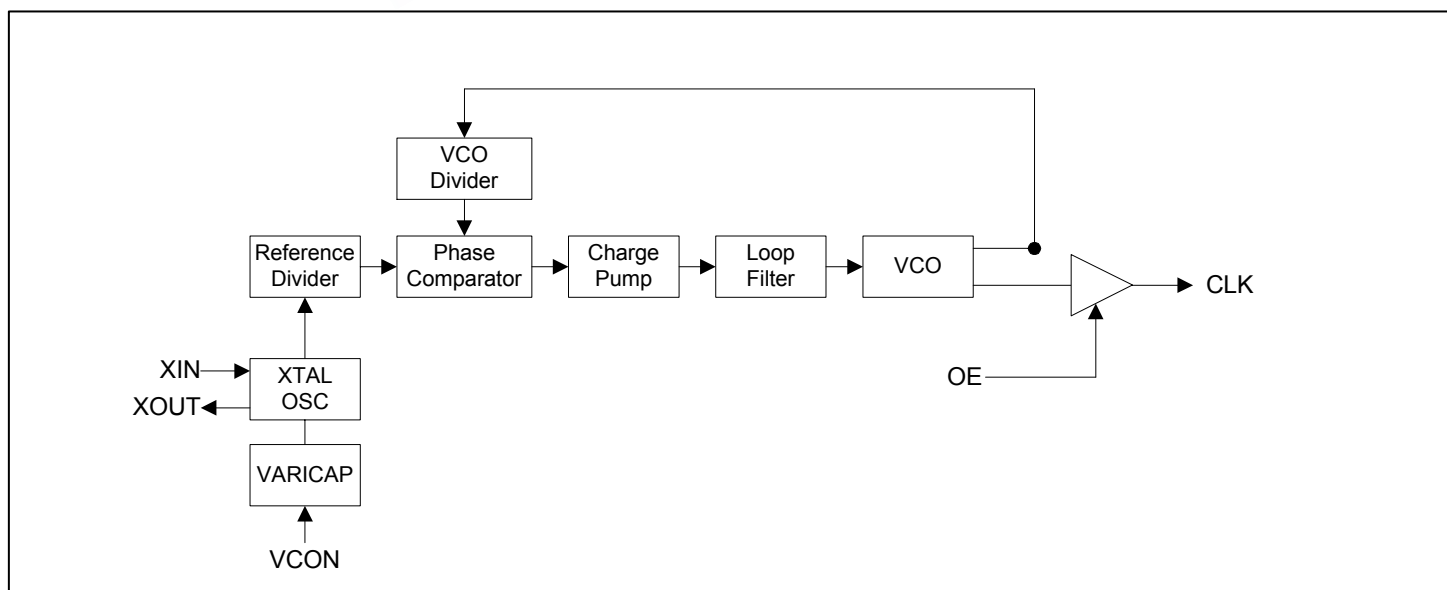 VCO
Divider
Reference
Divider
Phase
Comparator
Charge
Pump
Loop
Filter
VCO
CLK
XIN
XOUT
XTAL
OSC
OE
VARICAP
VCON